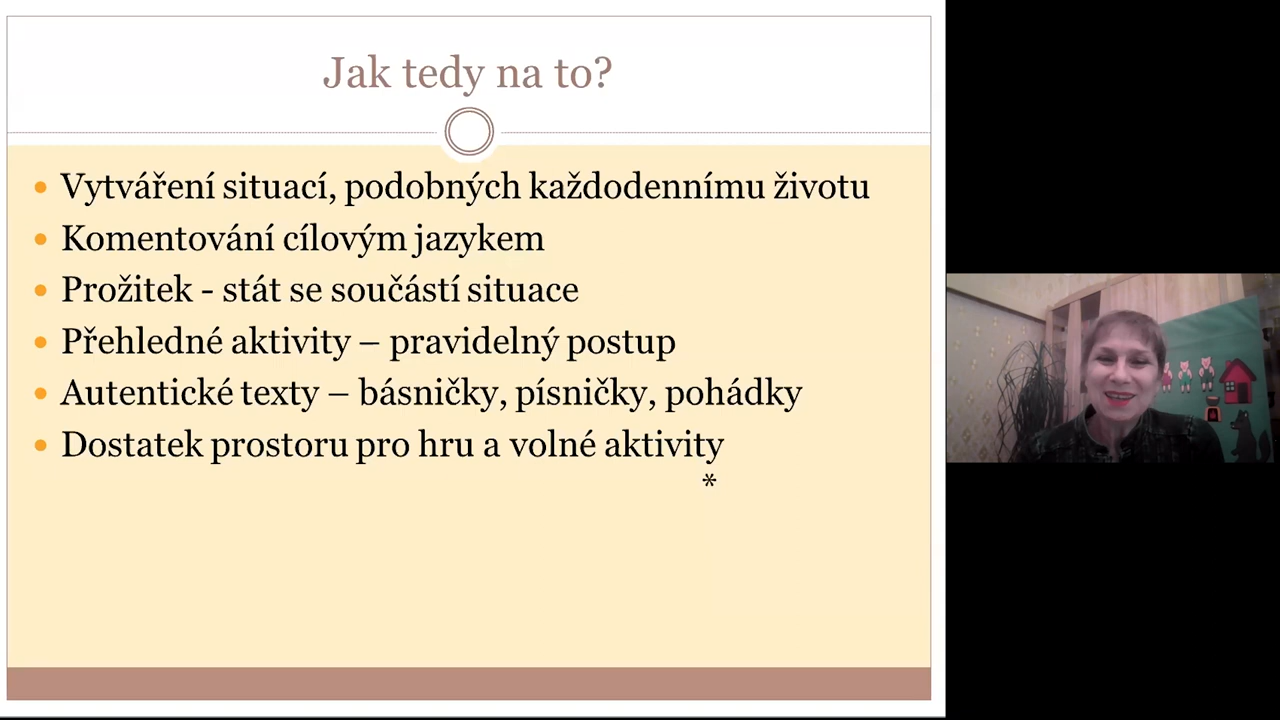 Jak tedy na to?
Vytváření situací, podobných každodennímu životu
Komentování cílovým jazykem
Prožitek - stát se součástí situace
Přehledné aktivity – pravidelný postup
Autentické texty – básničky, písničky, pohádky
Dostatek prostoru pro hru a volné aktivity
*